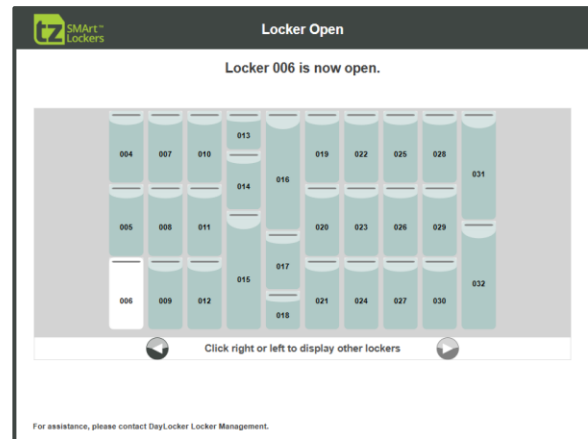 tz SMArt™
Lockers
Locker Open
Locker 006 is now open.
004 007 010 013 016 019 022 025 028 031
014
005 008 011 020 023 026 029
006 009 012 015 017 021 024 027 030 032
018
Click right or left to display other lockers
For assistance, please contact DayLocker Locker Management.